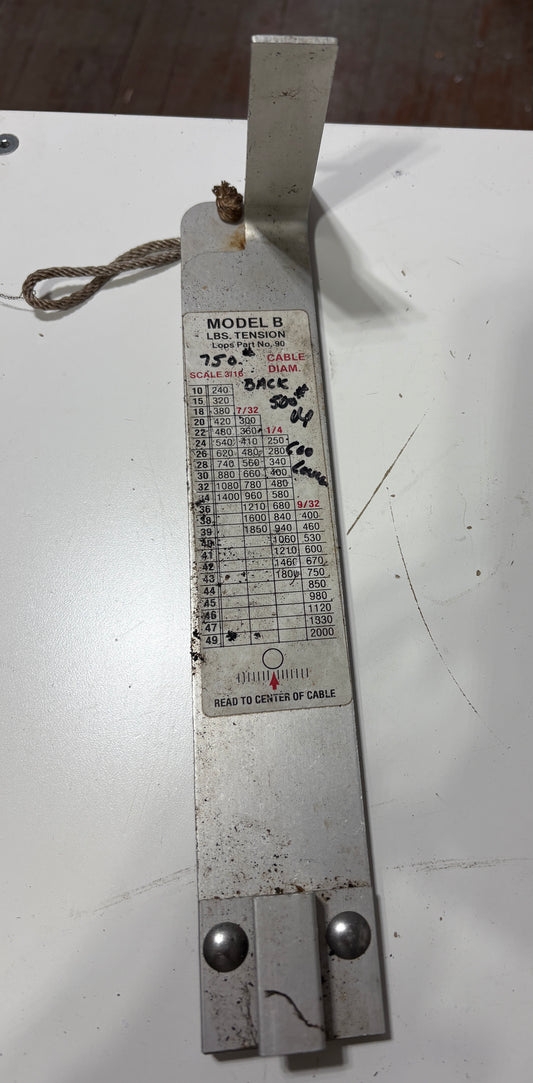 MODEL B
LBS. TENSION
Loos Part No. 90
750 #
CABLE
DIAM.
SCALE 3/16
BACK
10 240
15 320
500 #
18 380 7/32
20 420 300
22 480 360 1/4
24 540 410 250
26 620 480 280
600
28 740 560 340
30 880 660 400
32 1080 780 480
34 1400 960 580
36 1210 680 9/32
38 1600 840 400
39 1850 940 460
40 1060 530
41 1210 600
42 1460 670
43 1800 750
44 850
45 980
46 1120
47 1330
49 2000
READ TO CENTER OF CABLE